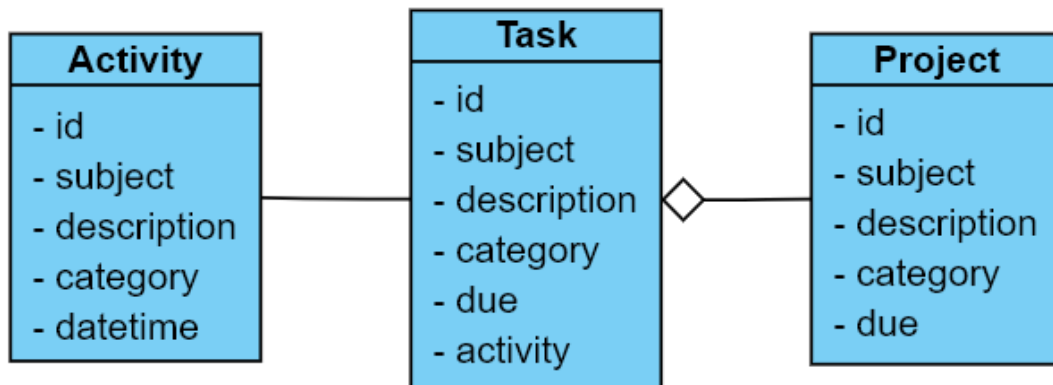 Activity
- id
- subject
- description
- category
- datetime
Task
- id
- subject
- description
- category
- due
- activity
Project
- id
- subject
- description
- category
- due